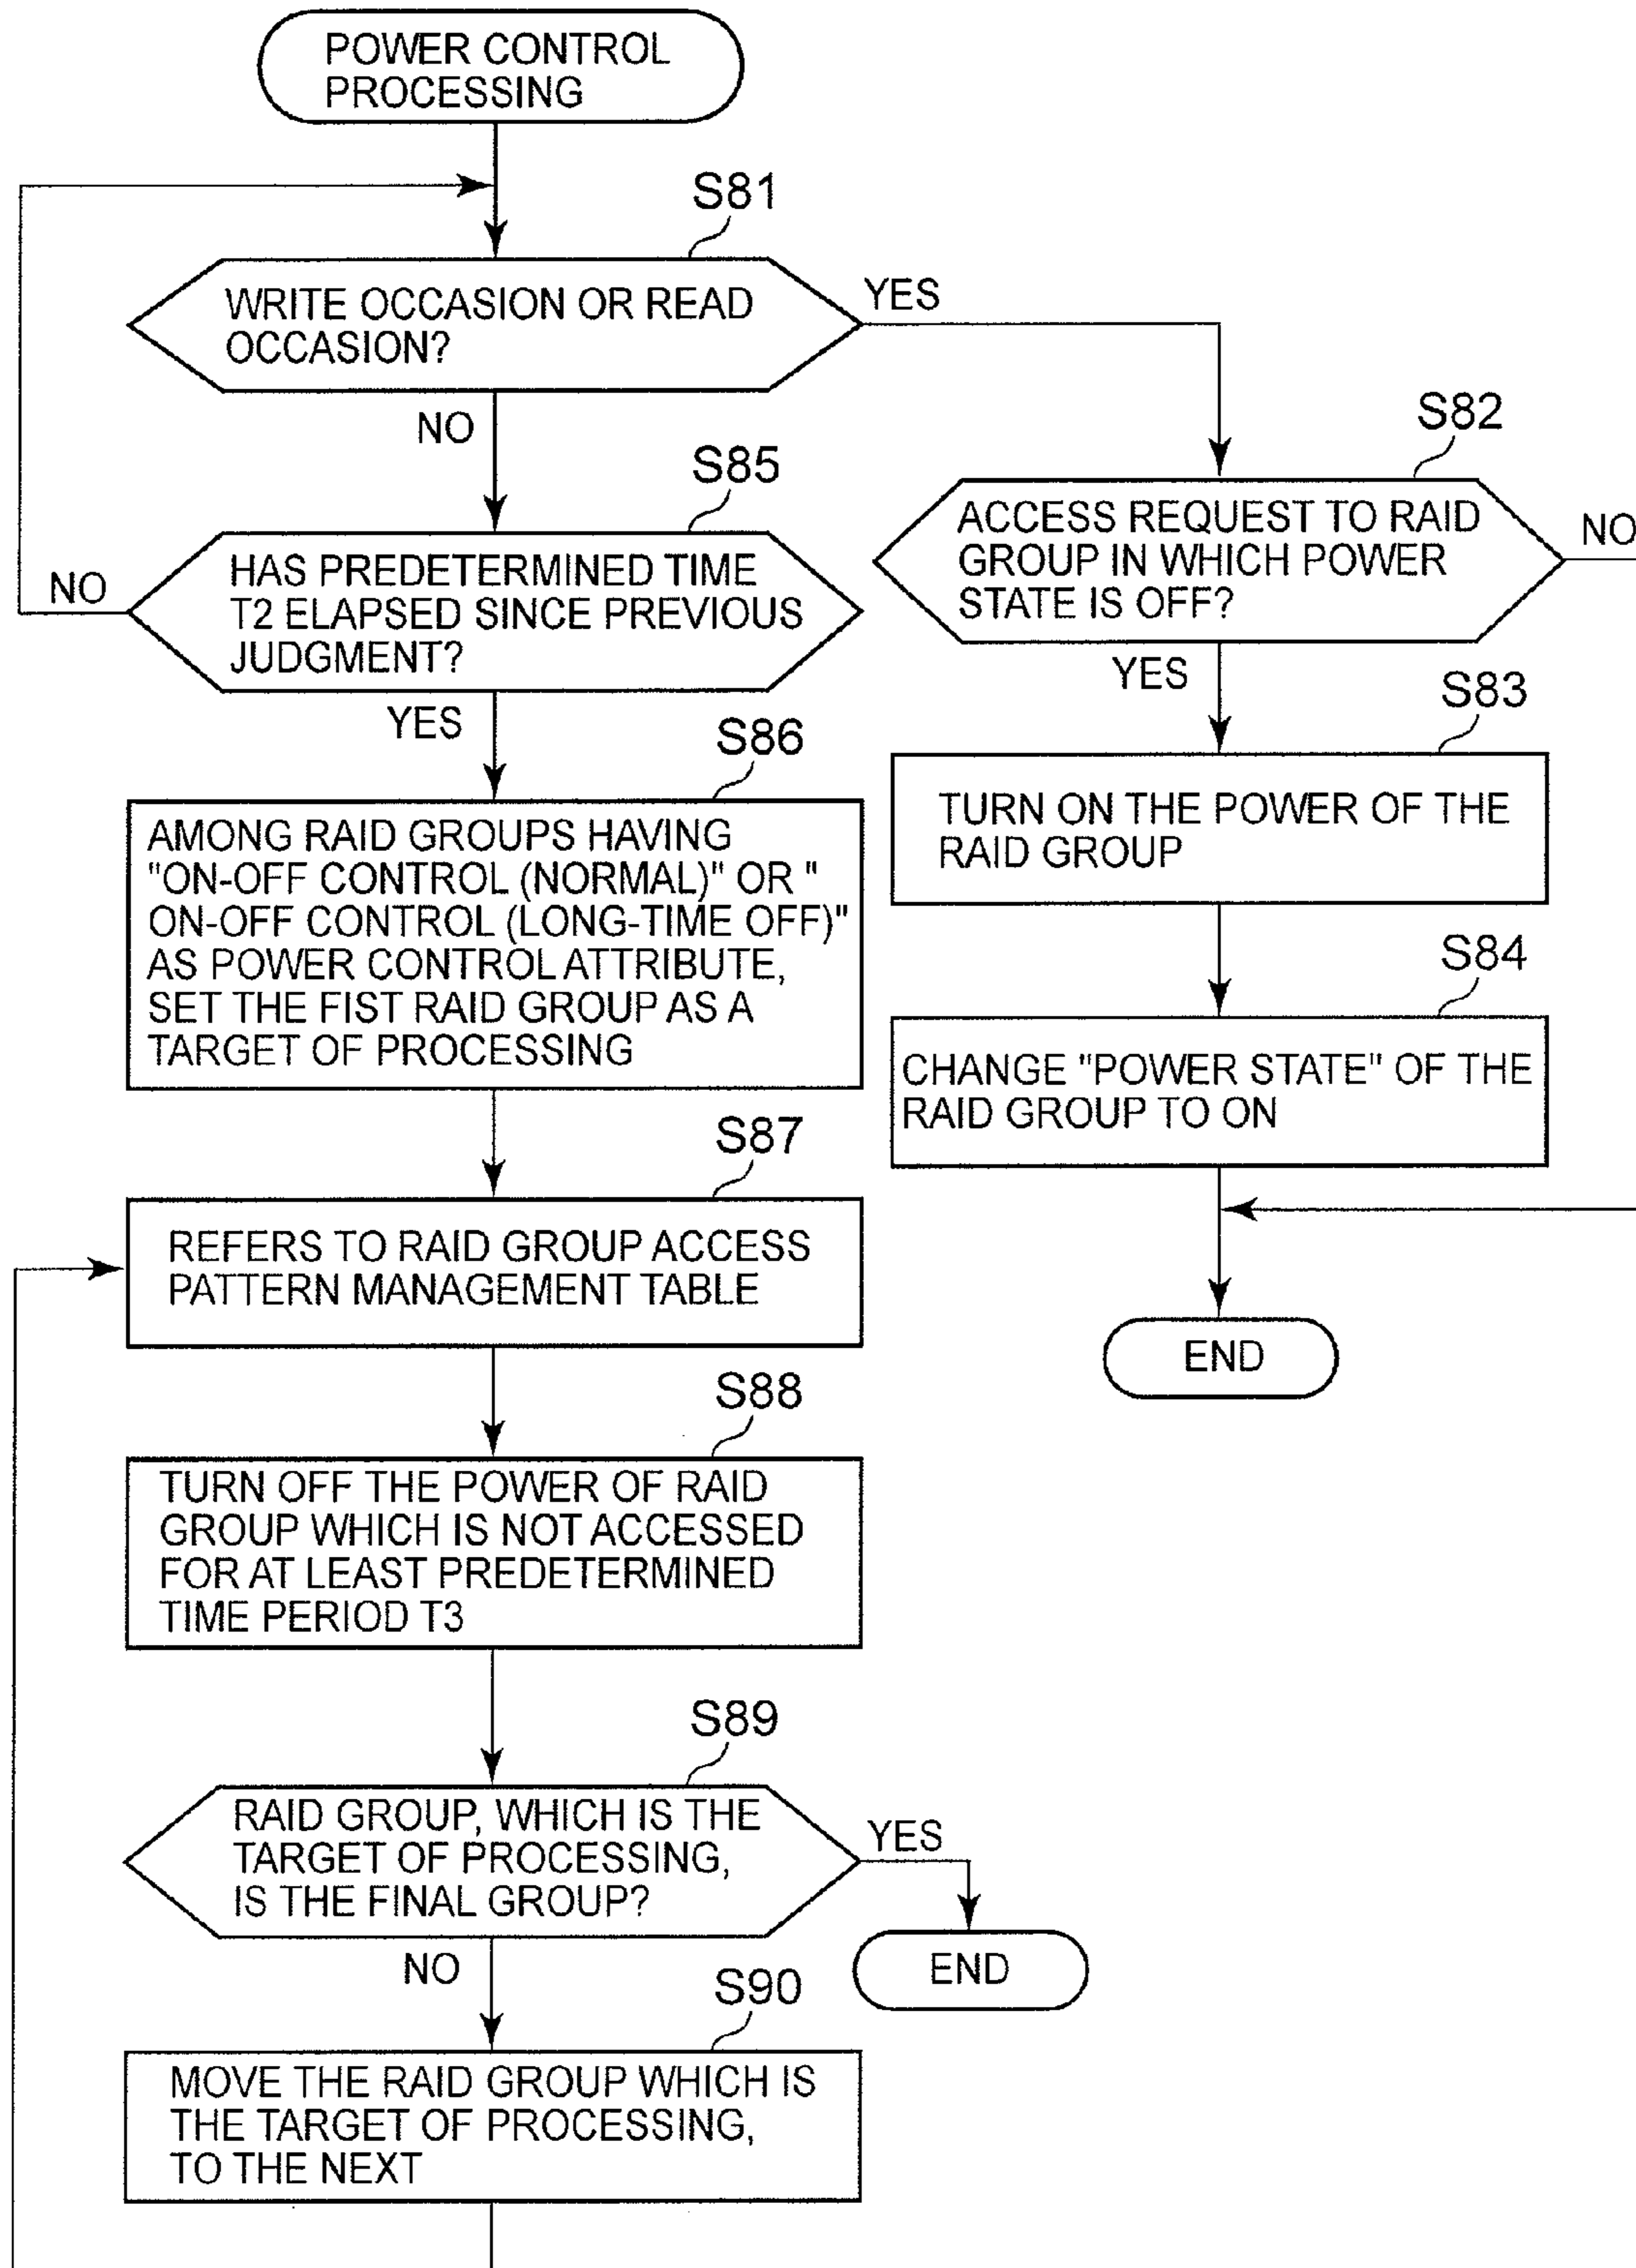 POWER CONTROL
PROCESSING
S81
WRITE OCCASION OR READ
OCCASION?
YES
NO
S82
ACCESS REQUEST TO RAID
GROUP IN WHICH POWER
STATE IS OFF?
NO
YES
S83
TURN ON THE POWER OF THE
RAID GROUP
S84
CHANGE "POWER STATE" OF THE
RAID GROUP TO ON
END
S85
HAS PREDETERMINED TIME
T2 ELAPSED SINCE PREVIOUS
JUDGMENT?
NO
YES
S86
AMONG RAID GROUPS HAVING
"ON-OFF CONTROL (NORMAL)" OR "
ON-OFF CONTROL (LONG-TIME OFF)"
AS POWER CONTROL ATTRIBUTE,
SET THE FIST RAID GROUP AS A
TARGET OF PROCESSING
S87
REFERS TO RAID GROUP ACCESS
PATTERN MANAGEMENT TABLE
S88
TURN OFF THE POWER OF RAID
GROUP WHICH IS NOT ACCESSED
FOR AT LEAST PREDETERMINED
TIME PERIOD T3
S89
RAID GROUP, WHICH IS THE
TARGET OF PROCESSING,
IS THE FINAL GROUP?
YES
END
NO
S90
MOVE THE RAID GROUP WHICH IS
THE TARGET OF PROCESSING,
TO THE NEXT